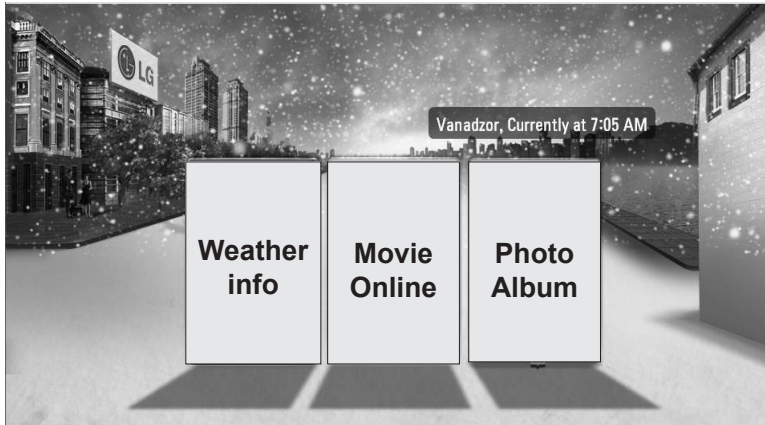 LG
Vanadzor, Currently at 7:05 AM
Weather
info
Movie
Online
Photo
Album